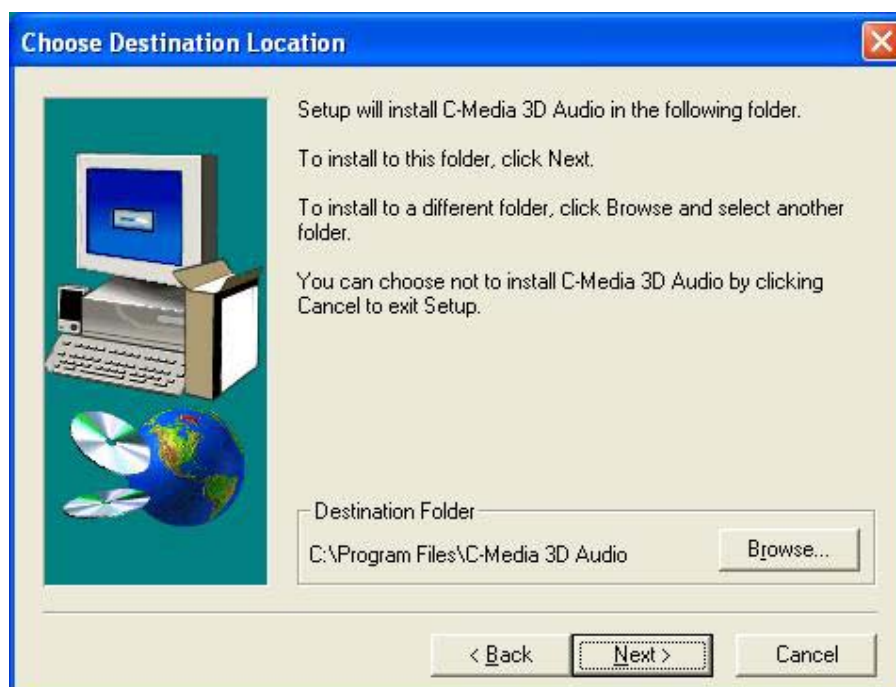 Choose Destination Location
Setup will install C-Media 3D Audio in the following folder.
To install to this folder, click Next.
To install to a different folder, click Browse and select another
folder.
You can choose not to install C-Media 3D Audio by clicking
Cancel to exit Setup.
Destination Folder
C:\Program Files\C-Media 3D Audio
Browse...
< Back
Next >
Cancel